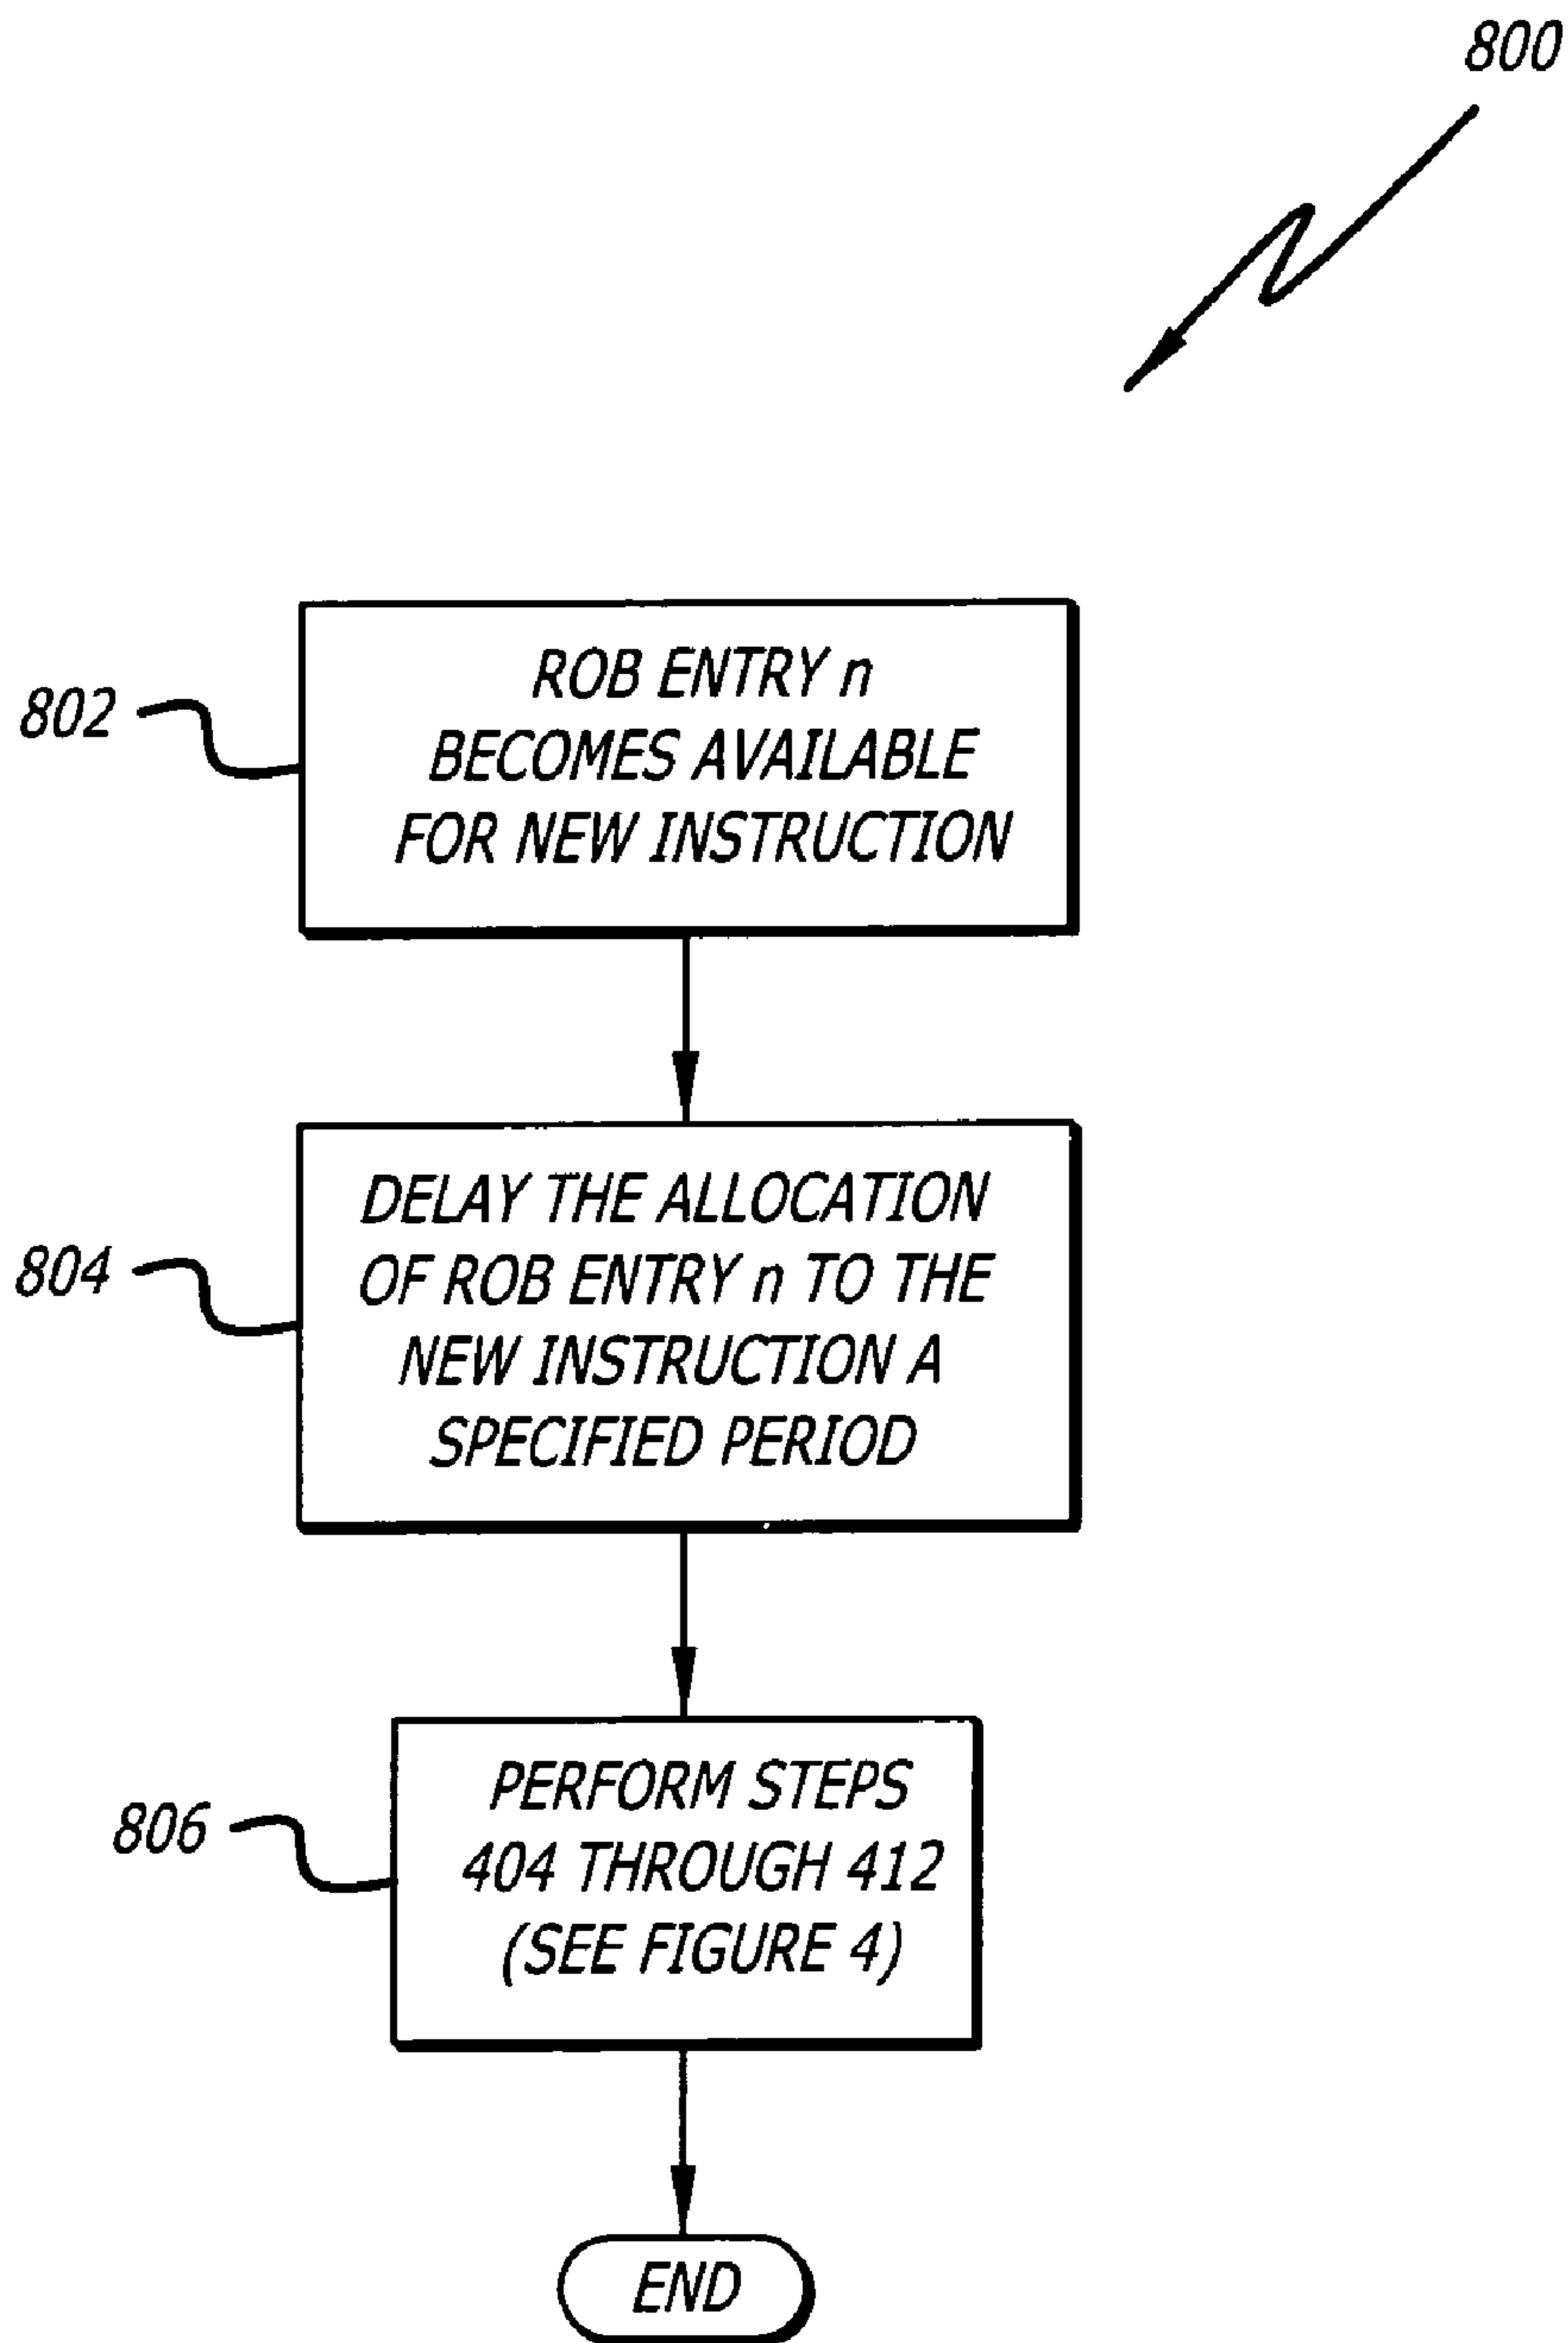 800
802
ROB ENTRY n
BECOMES AVAILABLE
FOR NEW INSTRUCTION
804
DELAY THE ALLOCATION
OF ROB ENTRY n TO THE
NEW INSTRUCTION A
SPECIFIED PERIOD
806
PERFORM STEPS
404 THROUGH 412
(SEE FIGURE 4)
END